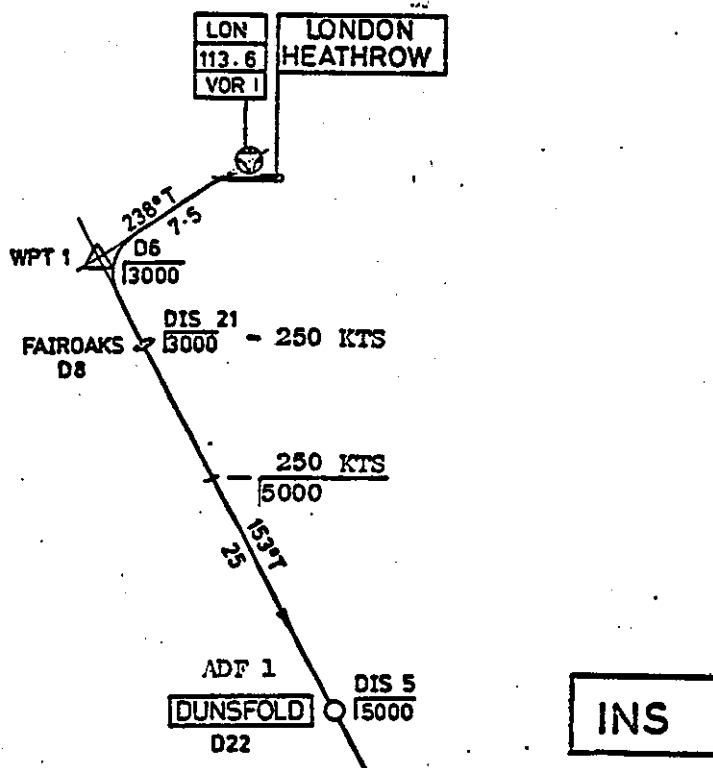 LON
113.6
VOR 1
LONDON
HEATHROW
238°T
7.5
WPT 1
D6
3000
FAIROAKS
D8
DIS 21
3000 - 250 KTS
250 KTS
5000
153°T
25
ADF 1
DUNSFOLD
D22
DIS 5
5000
INS